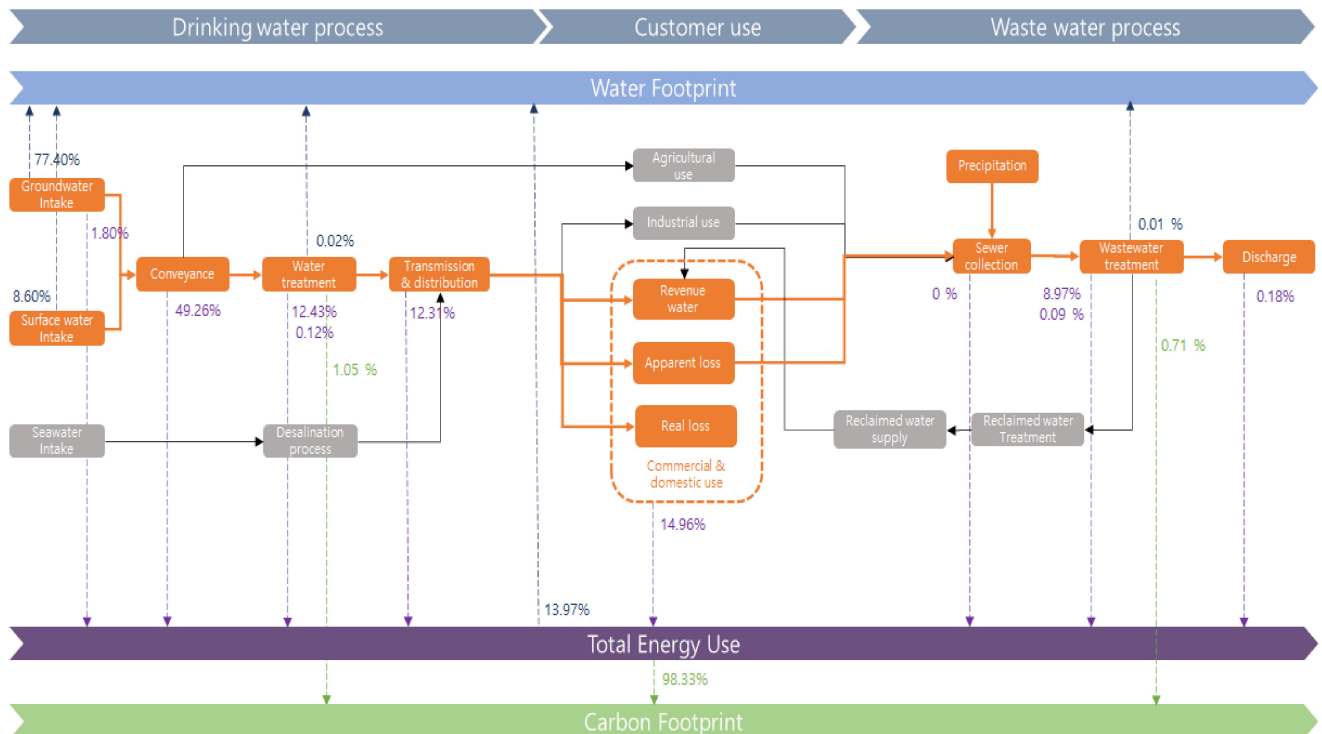 Drinking water process
Customer use
Waste water process
Water Footprint
77.40%
Groundwater
Intake
1.80%
8.60%
Surface water
Intake
Conveyance
49.26%
0.02%
Water
treatment
12.43%
0.12%
1.05 %
Transmission
& distribution
12.31%
Seawater
Intake
Desalination
process
Agricultural
use
Industrial use
Revenue
water
Apparent loss
Real loss
Commercial &
domestic use
14.96%
13.97%
Precipitation
Sewer
collection
0 %
0.01 %
Wastewater
treatment
8.97%
0.09 %
0.71 %
Discharge
0.18%
Reclaimed water
supply
Reclaimed water
Treatment
Total Energy Use
98.33%
Carbon Footprint